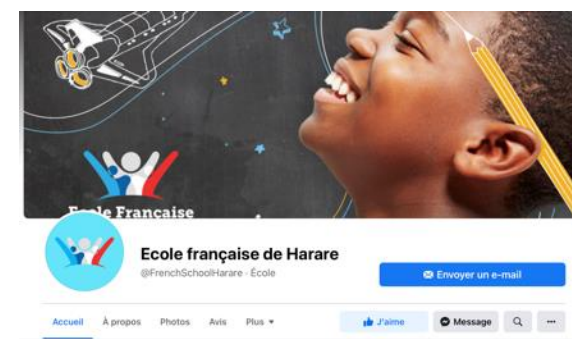 Ecole Française
Ecole française de Harare
@FrenchSchoolHarare · École
Envoyer un e-mail
Accueil À propos Photos Avis Plus J'aime Message